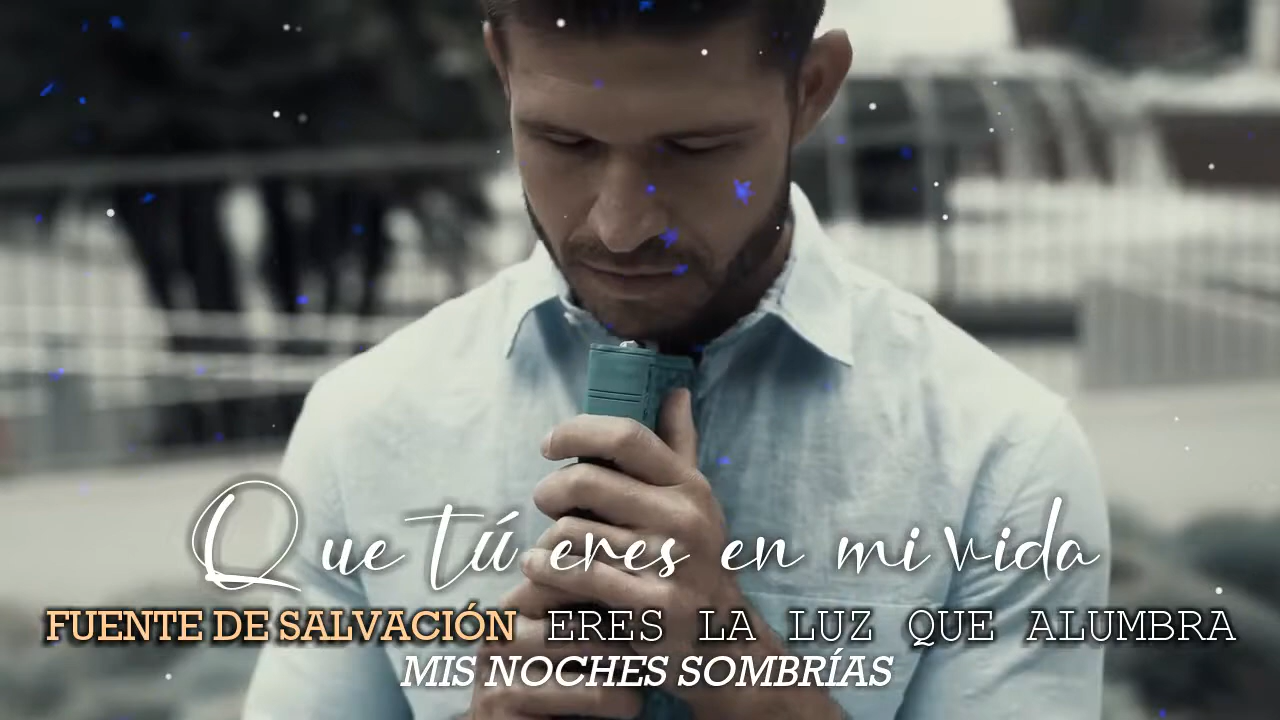 Que tú eres en mi vida
FUENTE DE SALVACIÓN ERES LA LUZ QUE ALUMBRA
MIS NOCHES SOMBRÍAS